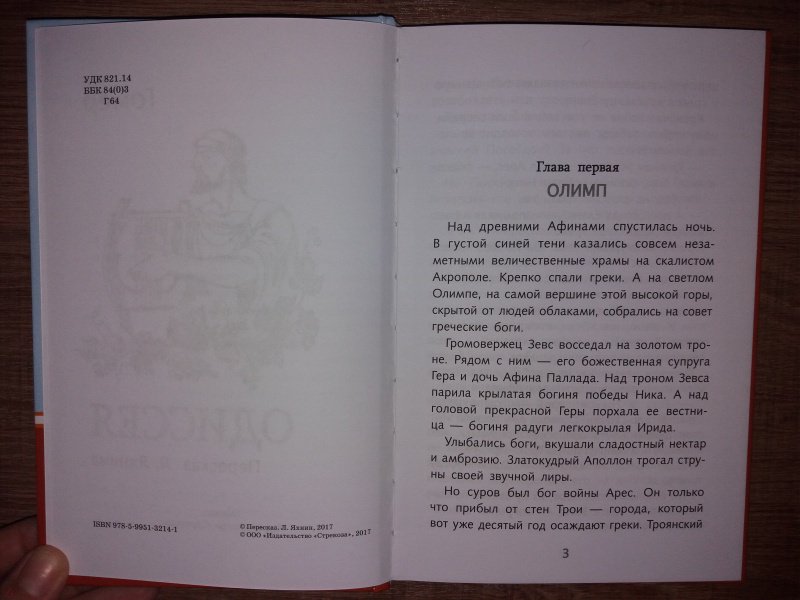 УДК 821.14
ББК 84(0)3
Г64
ОДИССЕЯ
ISBN 978-5-9951-3214-1
© Пересказ. Л. Яхнин, 2017
© ООО «Издательство «Стрекоза», 2017
Глава первая
ОЛИМП
Над древними Афинами спустилась ночь.
В густой синей тени казались совсем неза-
метными величественные храмы на скалистом
Акрополе. Крепко спали греки. А на светлом
Олимпе, на самой вершине этой высокой горы,
скрытой от людей облаками, собрались на совет
греческие боги.
Громовержец Зевс восседал на золотом тро-
не. Рядом с ним — его божественная супруга
Гера и дочь Афина Паллада. Над троном Зевса
парила крылатая богиня победы Ника. А над
головой прекрасной Геры порхала ее вестни-
ца — богиня радуги легкокрылая Ирида.
Улыбались боги, вкушали сладостный нектар
и амброзию. Златокудрый Аполлон трогал стру-
ны своей звучной лиры.
Но суров был бог войны Арес. Он только
что прибыл от стен Трои — города, который
вот уже десятый год осаждают греки. Троянский
3